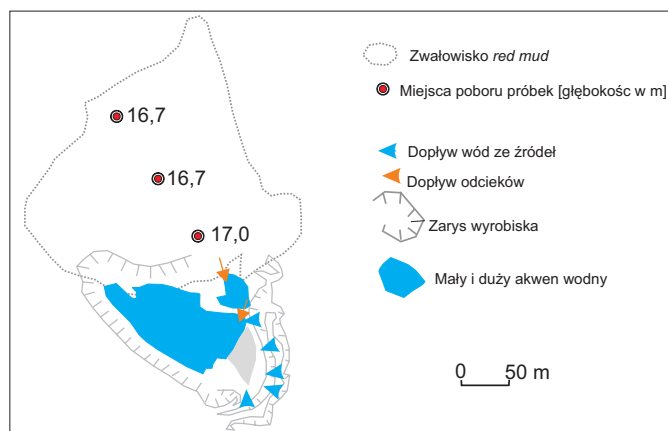 Zwałowisko red mud
16,7
Miejsca poboru próbek [głębokośc w m]
Dopływ wód ze źródeł
16,7
Dopływ odcieków
17,0
Zarys wyrobiska
Mały i duży akwen wodny
0 50 m